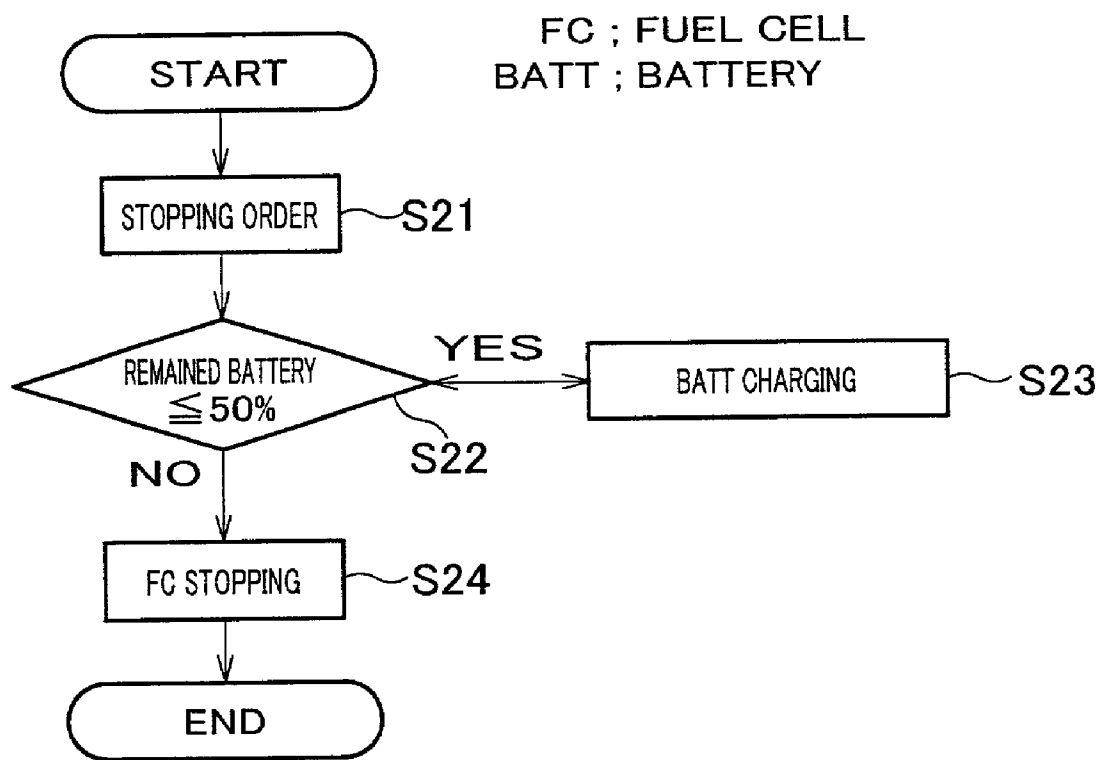 FC ; FUEL CELL
BATT ; BATTERY
START
STOPPING ORDER
S21
REMAINED BATTERY
≦50%
S22
YES
BATT CHARGING
S23
NO
FC STOPPING
S24
END